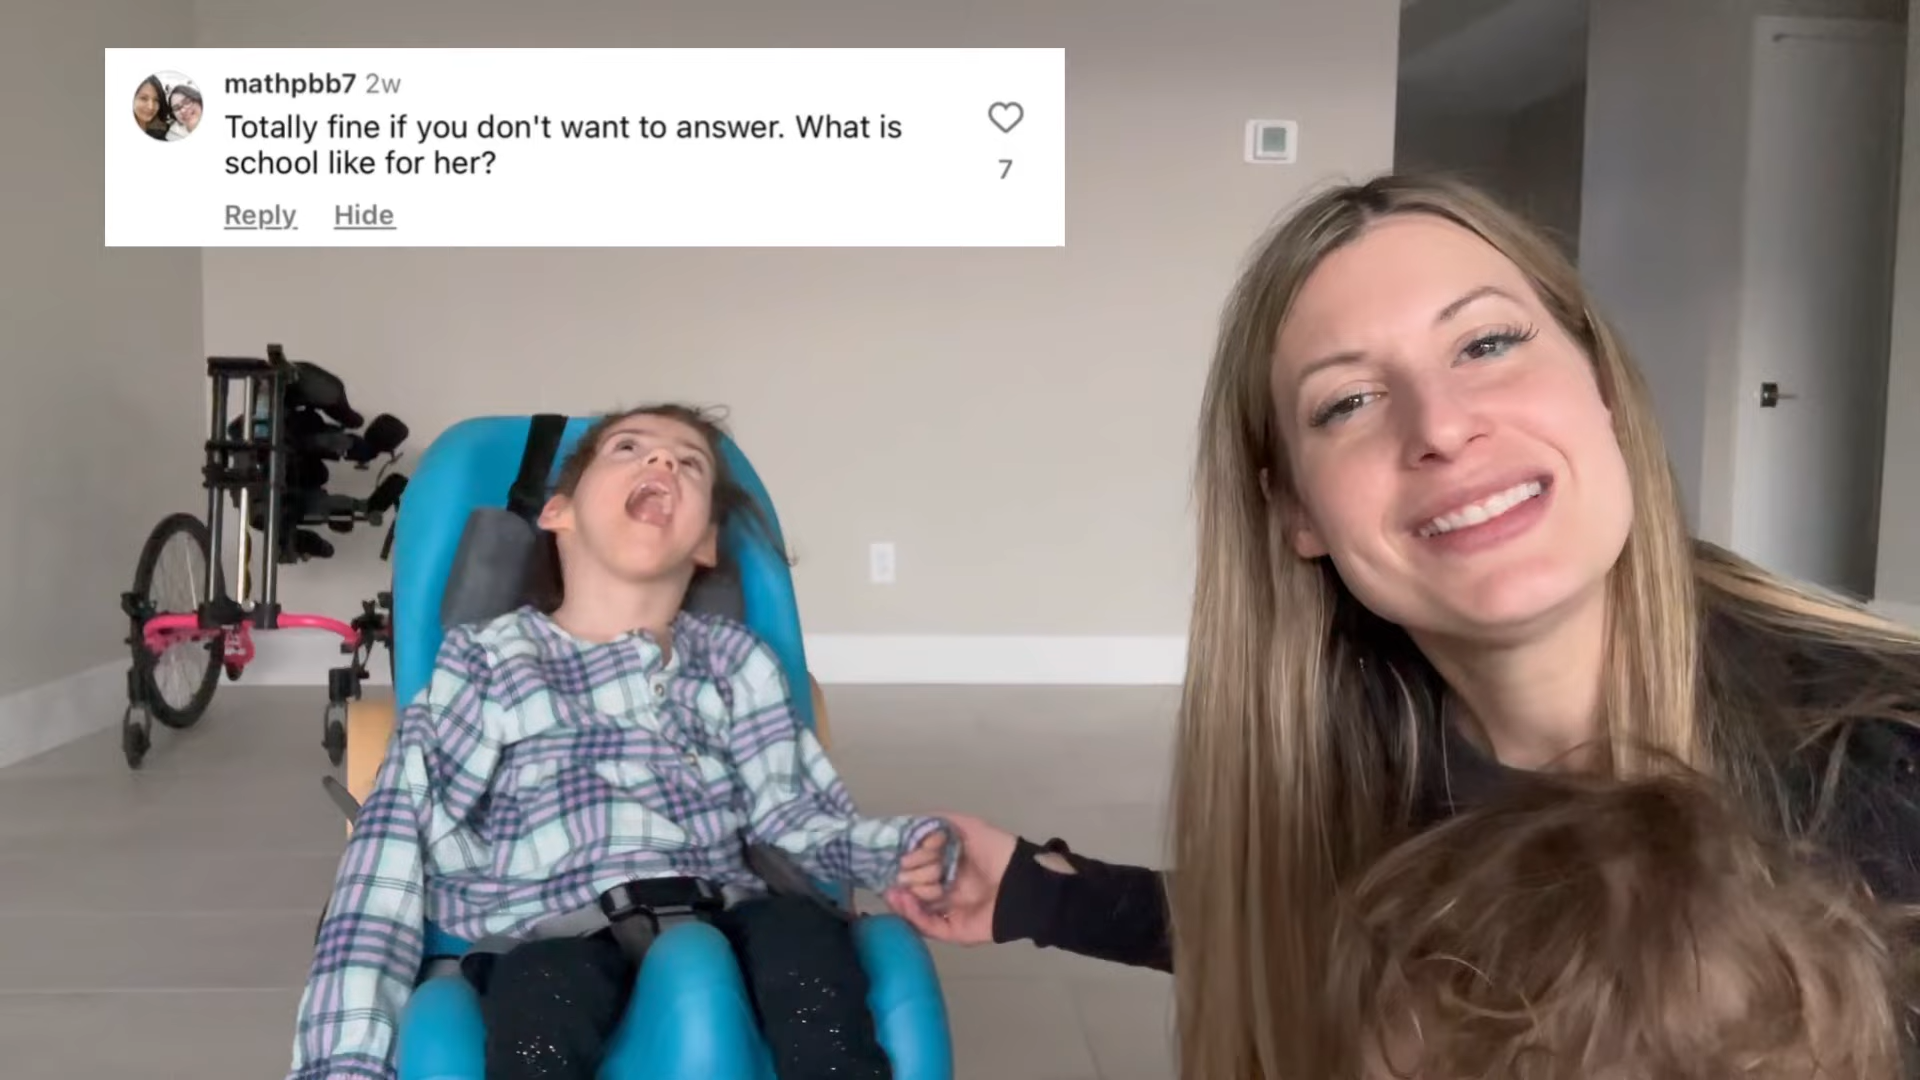 mathpbb7 2w
Totally fine if you don't want to answer. What is
school like for her?
7
Reply Hide